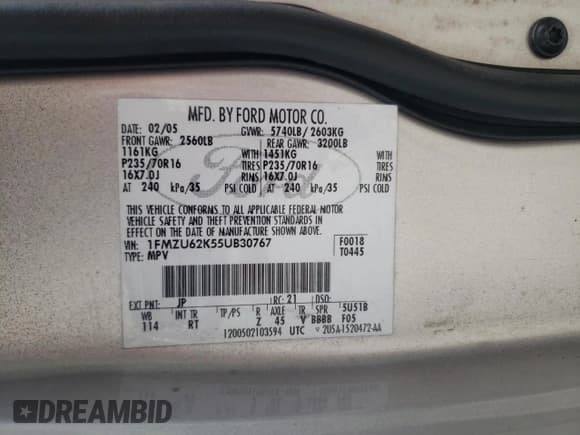 MFD. BY FORD MOTOR CO.
DATE: 02/05 GVWR: 5740LB/ 2603KG
FRONT GAWR: 2560LB REAR GAWR: 3200LB
1161KG WITH 1451KG WITH
P235/70R16 TIRES P235/70R16 TIRES
16X7.0J RIMS 16X7.0J RIMS
AT 240 kPa/35 PSI COLD AT 240 kPa/35 PSI COLD
Ford
THIS VEHICLE CONFORMS TO ALL APPLICABLE FEDERAL MOTOR
VEHICLE SAFETY AND THEFT PREVENTION STANDARDS IN
EFFECT ON THE DATE OF MANUFACTURE SHOWN ABOVE.
VIN: 1FMZU62K55UB30767 F0018
TYPE: MPV T0445
EXT PNT: JP RC: 21 DSO:
WB INT TR TP/PS R AXLE TR SPR 5U51B
114 RT Z 45 V BBBB F05
1200502103594 UTC 2U5A-1520472-AA
DREAMBID